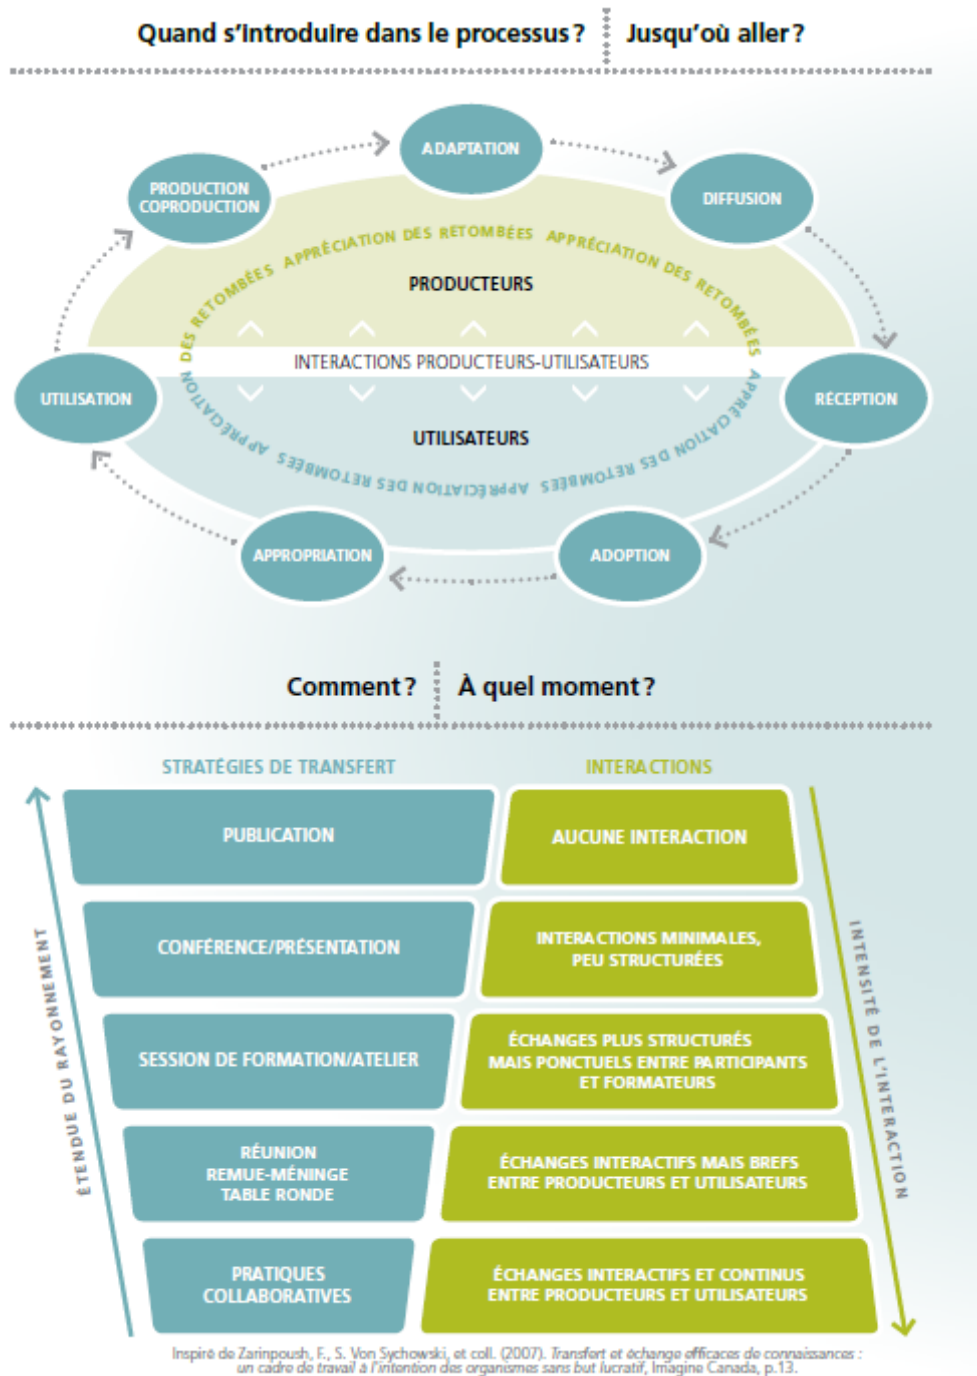 Quand s'introduire dans le processus ?
Jusqu'où aller ?
ADAPTATION
PRODUCTION
COPRODUCTION
DIFFUSION
DES RETOMBÉES APPRÉCIATION DES RETOMBÉES APPRÉCIATION DES RETOMBÉES
PRODUCTEURS
INTERACTIONS PRODUCTEURS-UTILISATEURS
UTILISATION
RÉCEPTION
UTILISATEURS
APPRÉCIATION DES RETOMBÉES APPRÉCIATION DES RETOMBÉES APPRÉCIATION
APPROPRIATION
ADOPTION
Comment ?
À quel moment ?
STRATÉGIES DE TRANSFERT
INTERACTIONS
PUBLICATION
AUCUNE INTERACTION
CONFÉRENCE/PRÉSENTATION
INTERACTIONS MINIMALES,
PEU STRUCTURÉES
SESSION DE FORMATION/ATELIER
ÉCHANGES PLUS STRUCTURÉS
MAIS PONCTUELS ENTRE PARTICIPANTS
ET FORMATEURS
RÉUNION
REMUE-MÉNINGE
TABLE RONDE
ÉCHANGES INTERACTIFS MAIS BREFS
ENTRE PRODUCTEURS ET UTILISATEURS
PRATIQUES
COLLABORATIVES
ÉCHANGES INTERACTIFS ET CONTINUS
ENTRE PRODUCTEURS ET UTILISATEURS
ÉTENDUE DU RAYONNEMENT
INTENSITÉ DE L'INTERACTION
Inspiré de Zarinpoush, F., S. Von Sychowski, et coll. (2007). Transfert et échange efficaces de connaissances :
un cadre de travail à l'intention des organismes sans but lucratif, Imagine Canada, p.13.